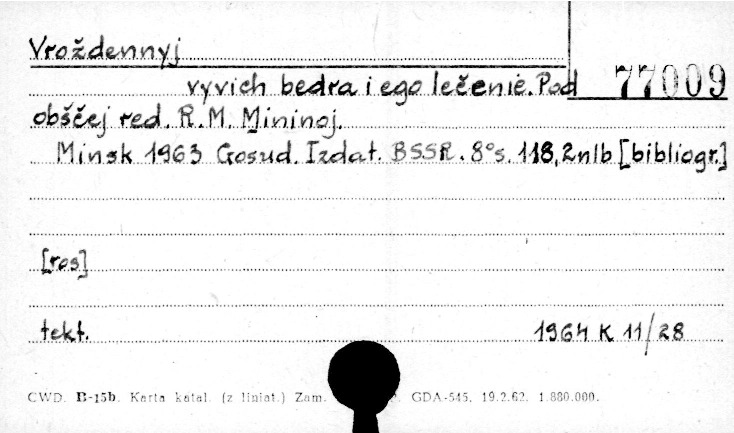 Vroždennyj
vyvich bedra i ego lečenie. Pod 77009
obščej red. R.M. Mininoj.
Minsk 1963 Gosud. Izdat. BSSR. 8°s. 118,2nlb [bibliogr.]
[ros]
tekt. 1964 K 11/28
CWD. B-15b. Karta katal. (z liniat.) Zam. GDA-545. 19.2.62. 1.880.000.